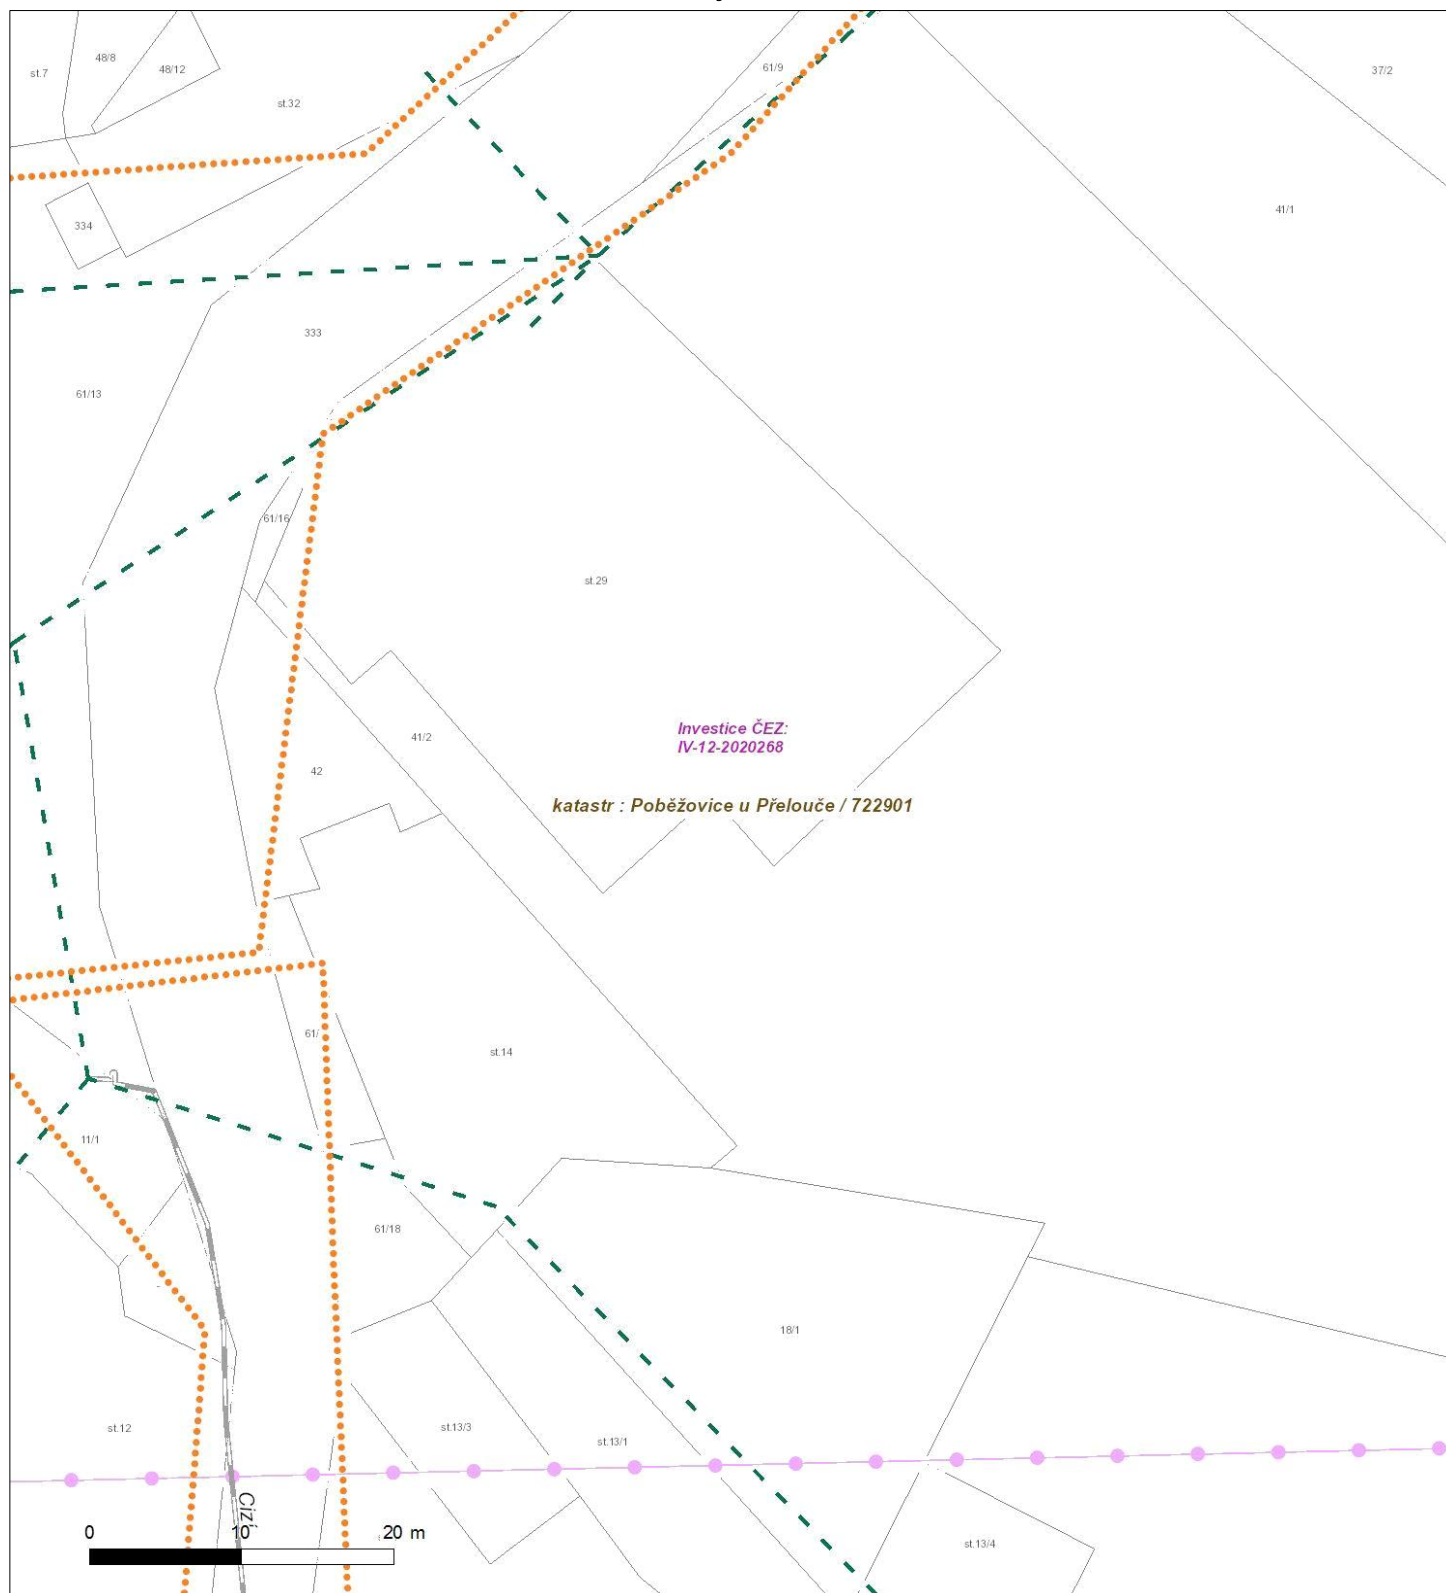 48/8
61/9
48/12
37/2
st.7
st.32
41/1
334
333
61/13
61/16
st.29
Investice ČEZ:
IV-12-2020268
41/2
42
katastr : Poběžovice u Přelouče / 722901
61/
st.14
11/1
61/18
18/1
st.12
st.13/3
st.13/1
Cizí
0 10 20 m
st.13/4